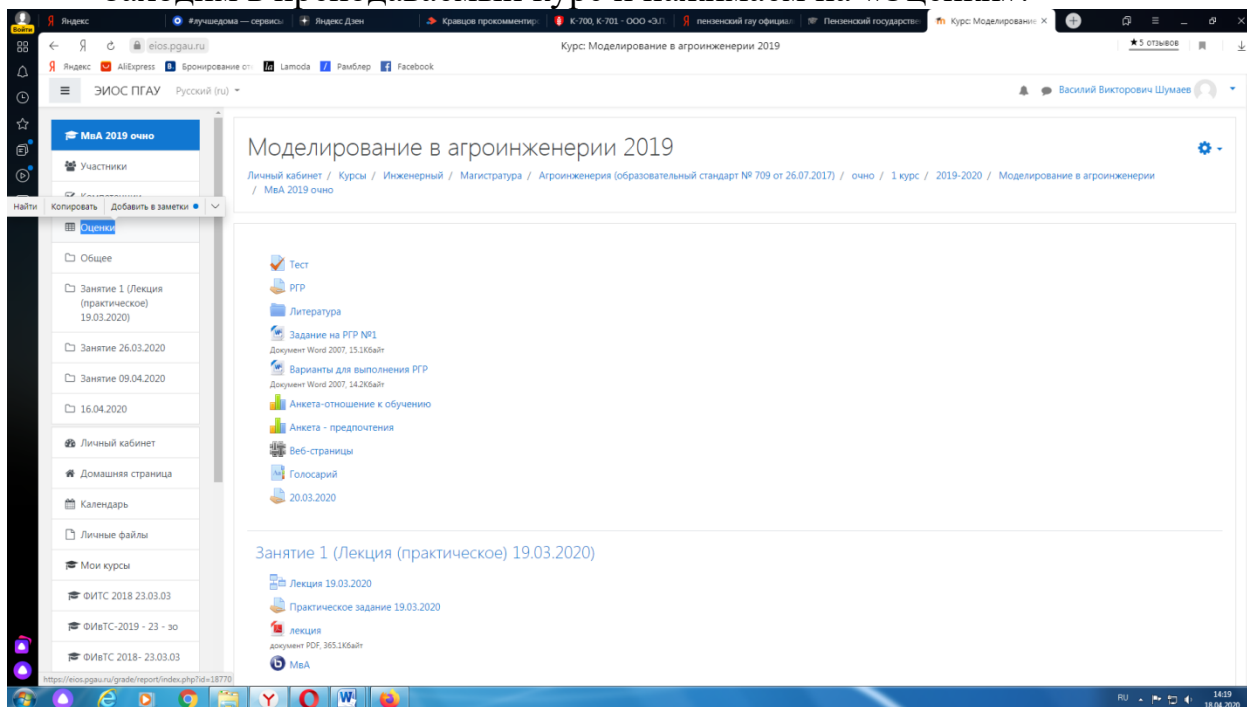 Заходим в преподаваемый курс и нажимаем на «Оценки».
Яндекс
#лучшедома — сервисы
Яндекс Дзен
Кравцов прокомментир
К-700, К-701 - ООО «ЭЛ
пензенский гау официал
Пензенский государстве
Курс: Моделирование
Войти
eios.pgau.ru
Курс: Моделирование в агроинженерии 2019
★ 5 отзывов
Яндекс AliExpress Бронирование оте Lamoda Рамблер Facebook
ЭИОС ПГАУ Русский (ru)
Василий Викторович Шумаев
МвА 2019 очно
Участники
Компетенции
Найти Копировать Добавить в заметки
Оценки
Общее
Занятие 1 (Лекция
(практическое)
19.03.2020)
Занятие 26.03.2020
Занятие 09.04.2020
16.04.2020
Личный кабинет
Домашняя страница
Календарь
Личные файлы
Мои курсы
ФИТС 2018 23.03.03
ФИвТС-2019 - 23 - зо
ФИвТС 2018- 23.03.03
Моделирование в агроинженерии 2019
Личный кабинет / Курсы / Инженерный / Магистратура / Агроинженерия (образовательный стандарт № 709 от 26.07.2017) / очно / 1 курс / 2019-2020 / Моделирование в агроинженерии
/ МвА 2019 очно
Тест
РГР
Литература
Задание на РГР №1
Документ Word 2007, 15.1Кбайт
Варианты для выполнения РГР
Документ Word 2007, 14.2Кбайт
Анкета-отношение к обучению
Анкета - предпочтения
Веб-страницы
Голосарий
20.03.2020
Занятие 1 (Лекция (практическое) 19.03.2020)
Лекция 19.03.2020
Практическое задание 19.03.2020
лекция
документ PDF, 365.1Кбайт
МвА
https://eios.pgau.ru/grade/report/index.php?id=18770
RU
14:19
18.04.2020